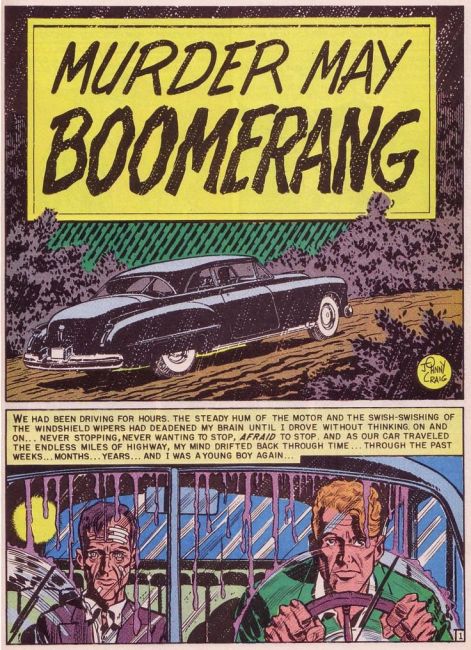 MURDER MAY
BOOMERANG
JOHNNY
CRAIG
WE HAD BEEN DRIVING FOR HOURS. THE STEADY HUM OF THE MOTOR AND THE SWISH-SWISHING OF
THE WINDSHIELD WIPERS HAD DEADENED MY BRAIN UNTIL I DROVE WITHOUT THINKING. ON AND
ON... NEVER STOPPING, NEVER WANTING TO STOP, AFRAID TO STOP. AND AS OUR CAR TRAVELED
THE ENDLESS MILES OF HIGHWAY, MY MIND DRIFTED BACK THROUGH TIME... THROUGH THE PAST
WEEKS... MONTHS... YEARS... AND I WAS A YOUNG BOY AGAIN...
1